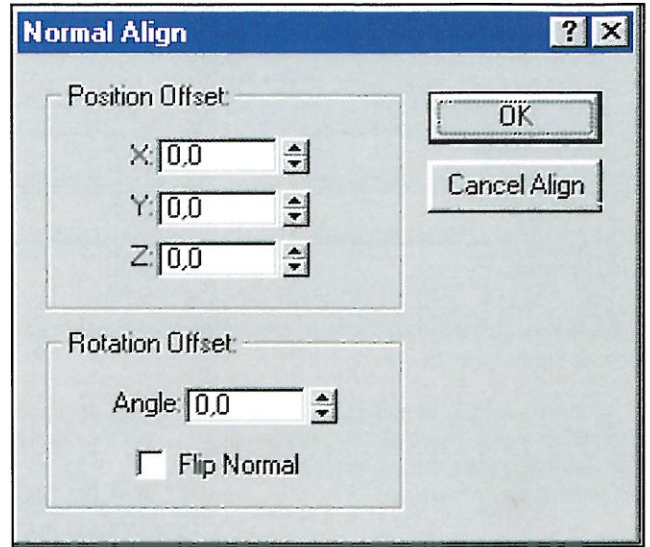 Normal Align
Position Offset:
X: 0,0
Y: 0,0
Z: 0,0
OK
Cancel Align
Rotation Offset:
Angle: 0,0
Flip Normal